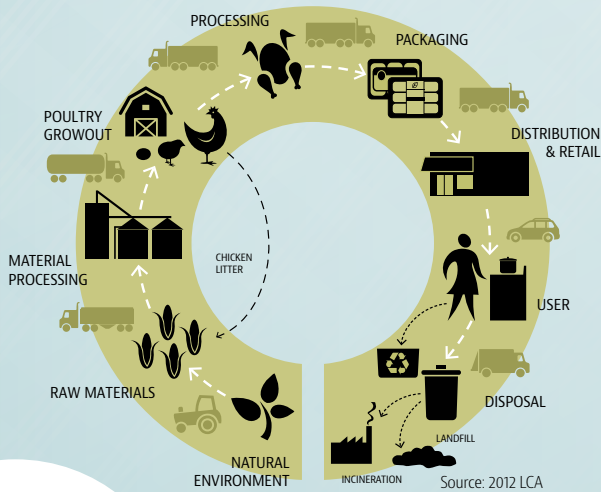 PROCESSING
PACKAGING
POULTRY
GROWOUT
DISTRIBUTION
& RETAIL
MATERIAL
PROCESSING
CHICKEN
LITTER
USER
RAW MATERIALS
DISPOSAL
LANDFILL
NATURAL
ENVIRONMENT
INCINERATION
Source: 2012 LCA